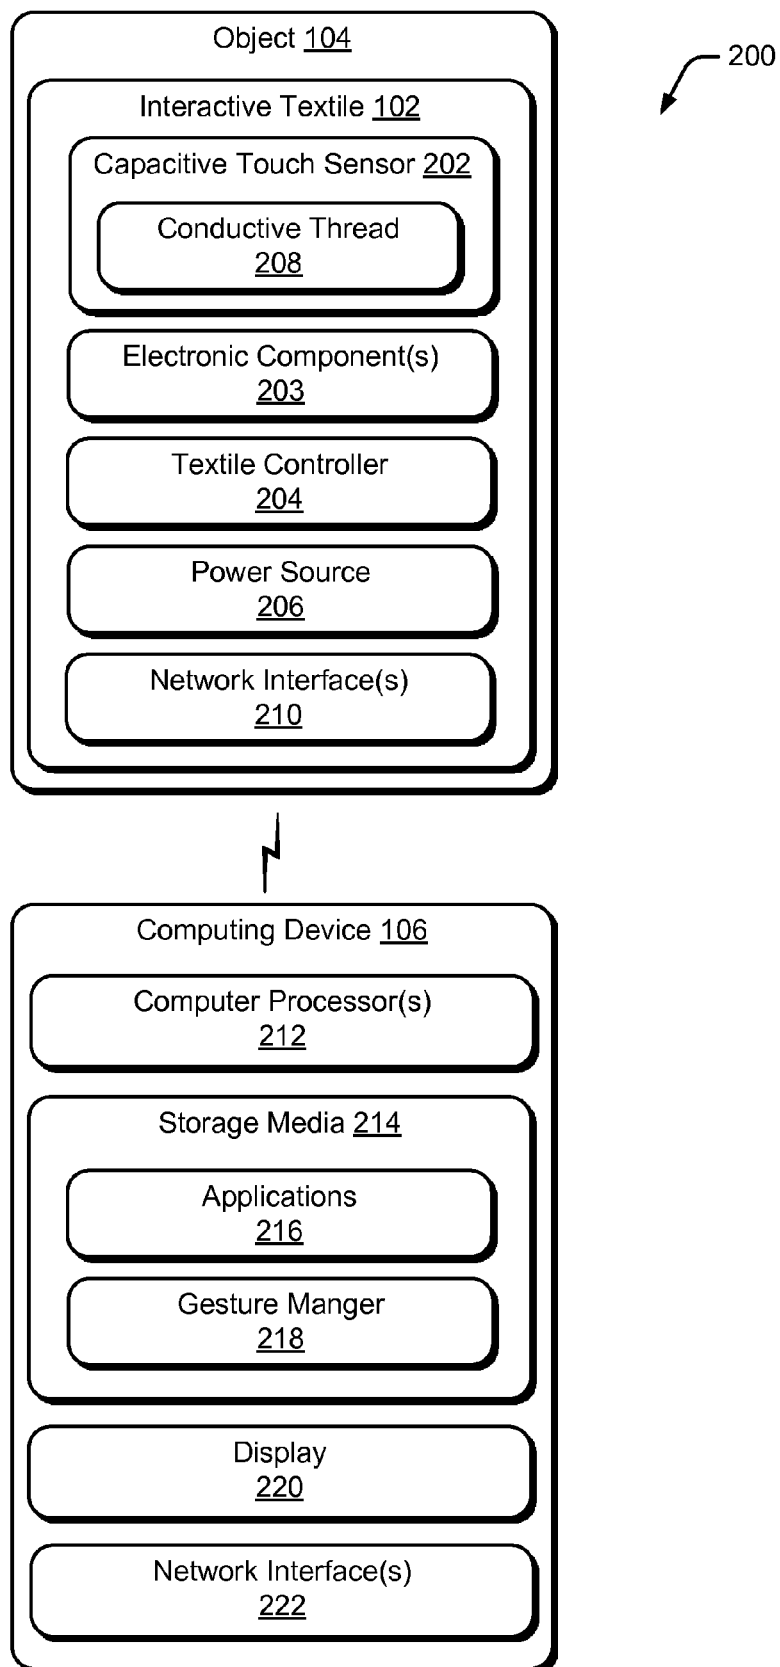 Object 104
200
Interactive Textile 102
Capacitive Touch Sensor 202
Conductive Thread
208
Electronic Component(s)
203
Textile Controller
204
Power Source
206
Network Interface(s)
210
Computing Device 106
Computer Processor(s)
212
Storage Media 214
Applications
216
Gesture Manger
218
Display
220
Network Interface(s)
222